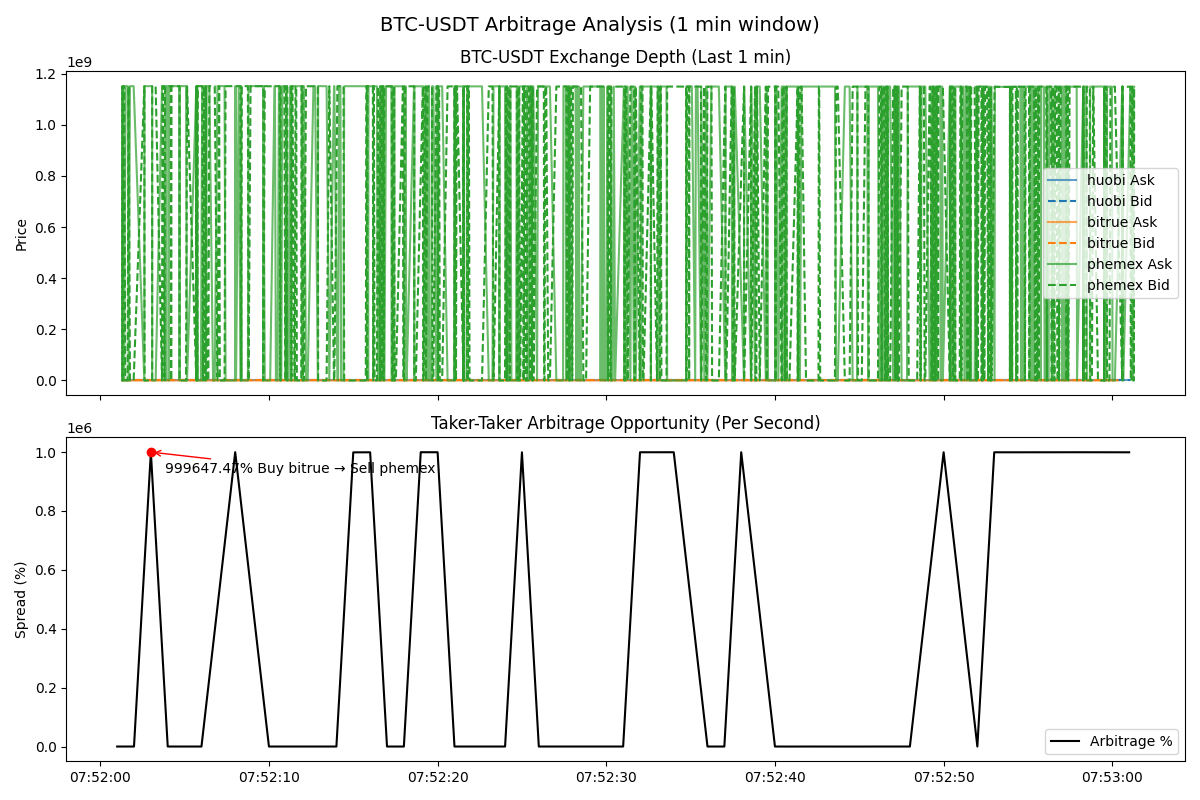 BTC-USDT Arbitrage Analysis (1 min window)
BTC-USDT Exchange Depth (Last 1 min)
1e9
1.2
1.0
0.8
0.6
0.4
0.2
0.0
Price
huobi Ask
huobi Bid
bitrue Ask
bitrue Bid
phemex Ask
phemex Bid
Taker-Taker Arbitrage Opportunity (Per Second)
1e6
1.0
0.8
0.6
0.4
0.2
0.0
Spread (%)
999647.47% Buy bitrue → Sell phemex
Arbitrage %
07:52:00
07:52:10
07:52:20
07:52:30
07:52:40
07:52:50
07:53:00